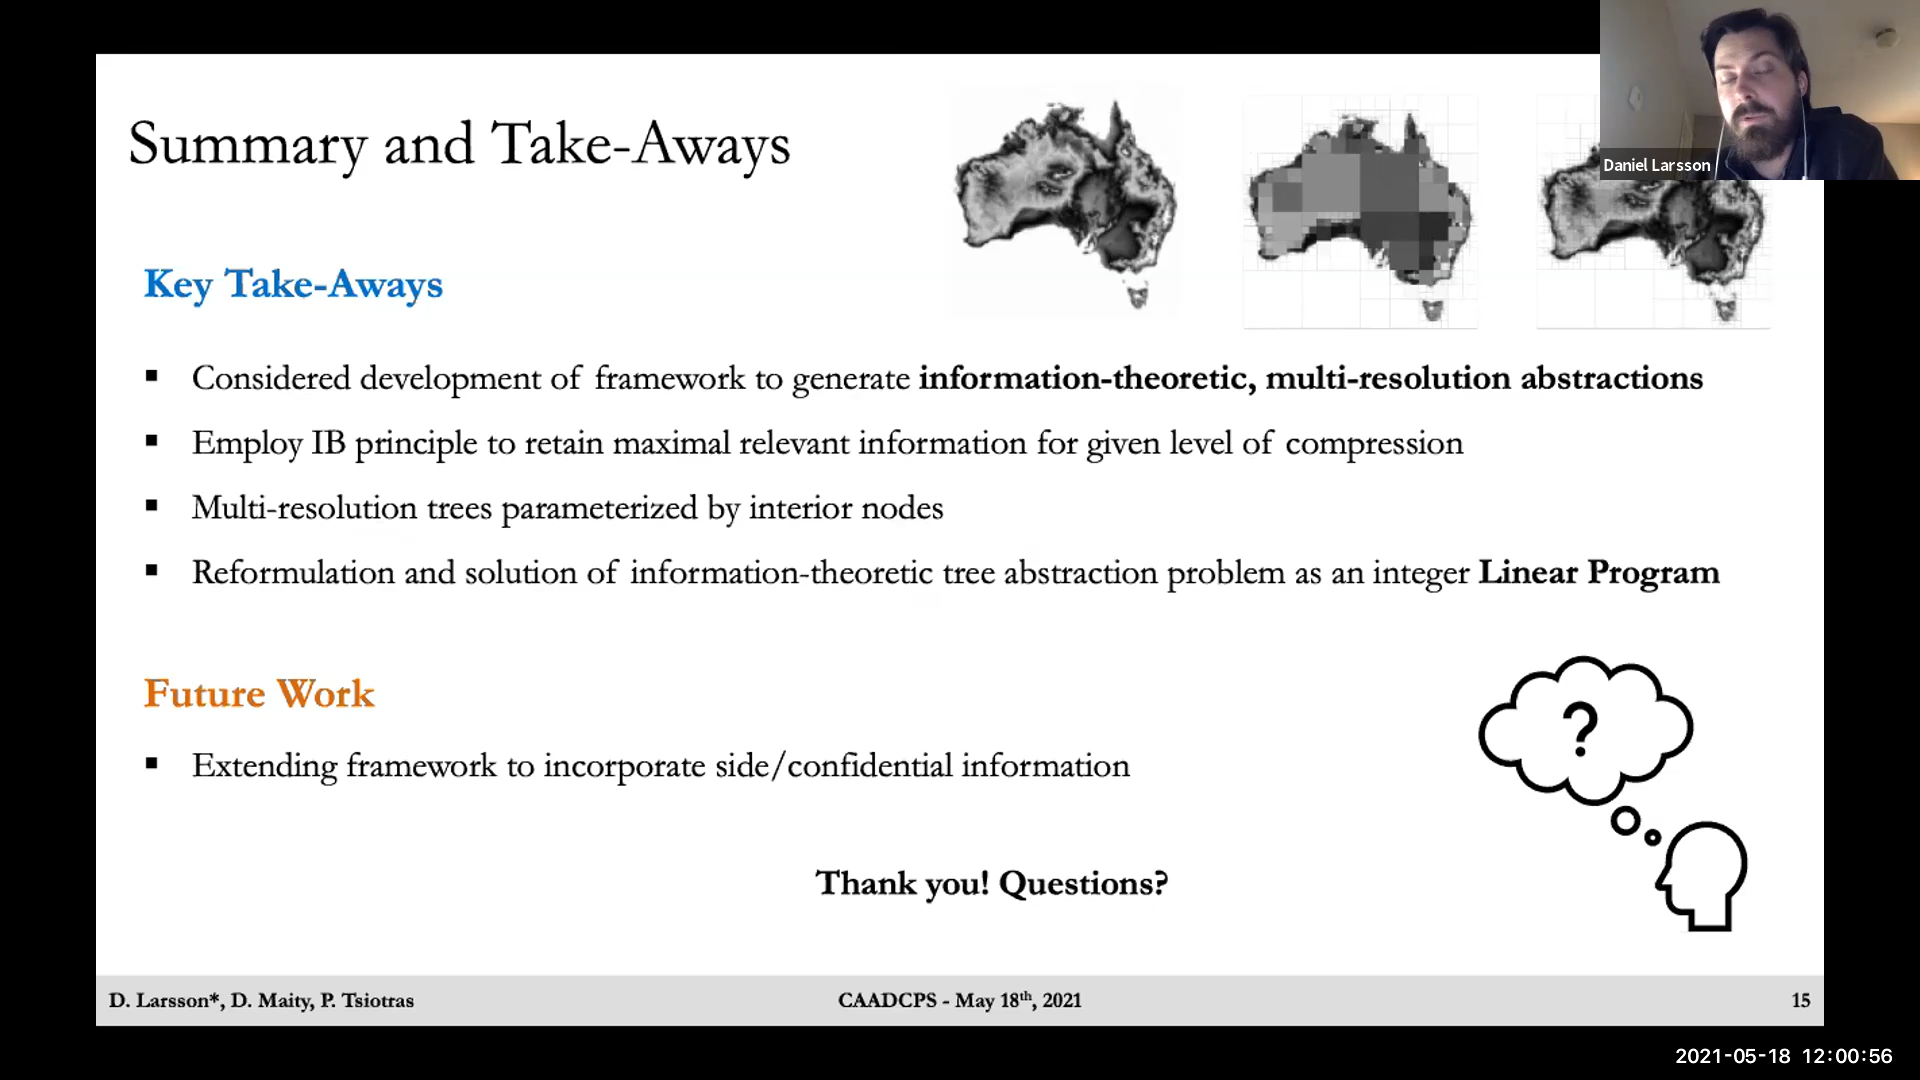 Daniel Larsson
Summary and Take-Aways
Key Take-Aways
▪ Considered development of framework to generate information-theoretic, multi-resolution abstractions
▪ Employ IB principle to retain maximal relevant information for given level of compression
▪ Multi-resolution trees parameterized by interior nodes
▪ Reformulation and solution of information-theoretic tree abstraction problem as an integer Linear Program
Future Work
▪ Extending framework to incorporate side/confidential information
?
Thank you! Questions?
D. Larsson*, D. Maity, P. Tsiotras CAADCPS - May 18th, 2021 15
2021-05-18 12:00:56